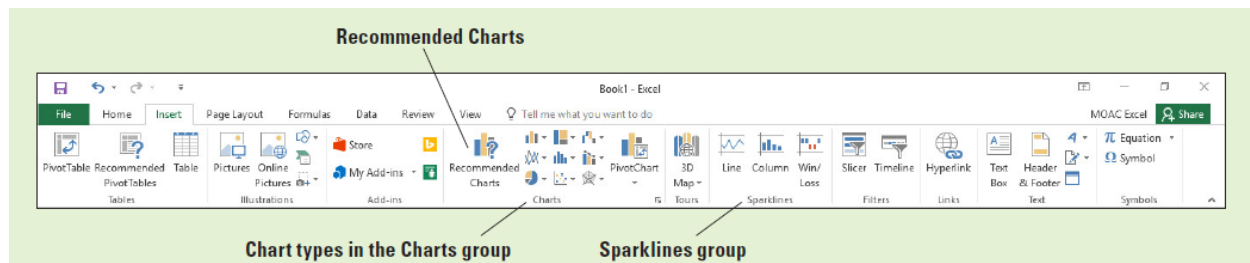 Recommended Charts
Book1 - Excel
File Home Insert Page Layout Formulas Data Review View Tell me what you want to do MOAC Excel Share
PivotTable Recommended PivotTables Table Pictures Online Pictures Store My Add-ins Recommended Charts PivotChart 3D Map Line Column Win/Loss Slicer Timeline Hyperlink Text Box Header & Footer A π Equation Ω Symbol
Tables Illustrations Add-ins Charts Tours Sparklines Filters Links Text Symbols
Chart types in the Charts group Sparklines group